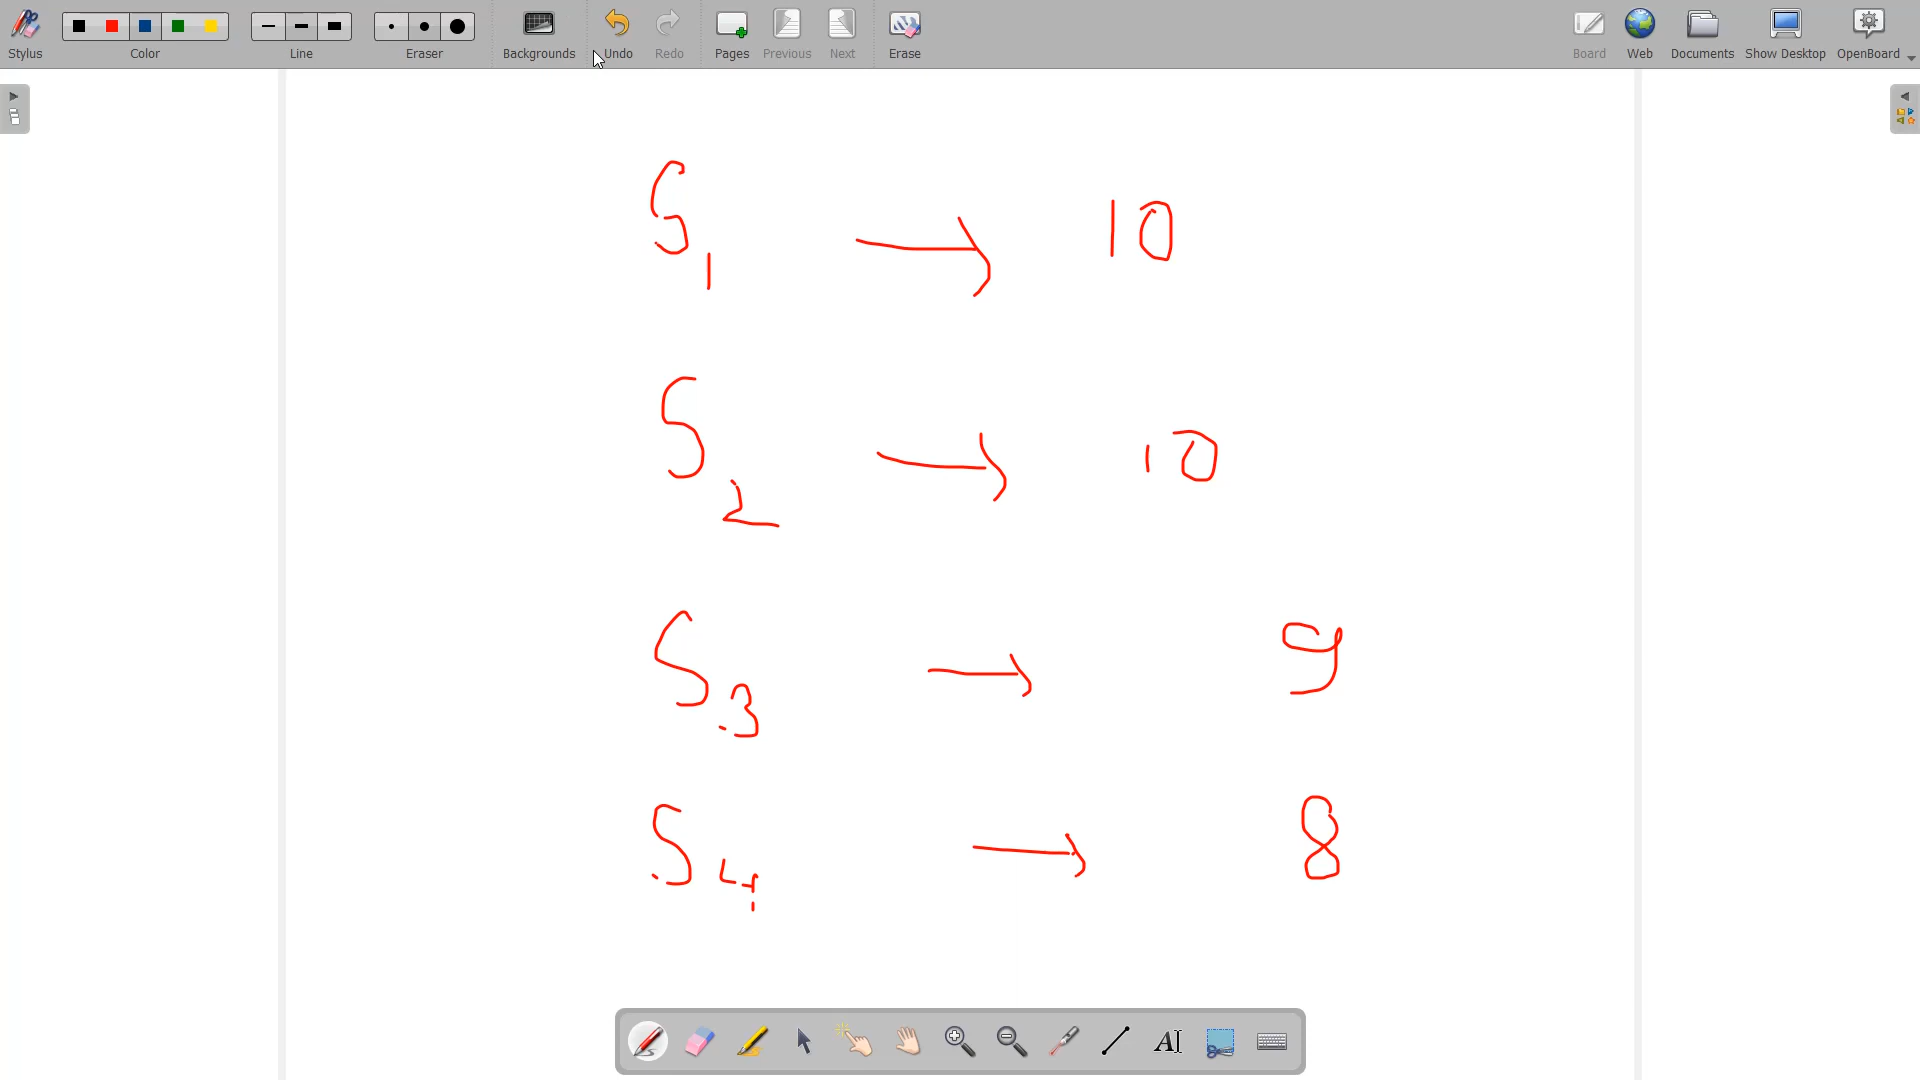 Stylus Color Line Eraser Backgrounds Undo Redo Pages Previous Next Erase Board Web Documents Show Desktop OpenBoard
S1 → 10
S2 → 10
S3 → 9
S4 → 8
AI